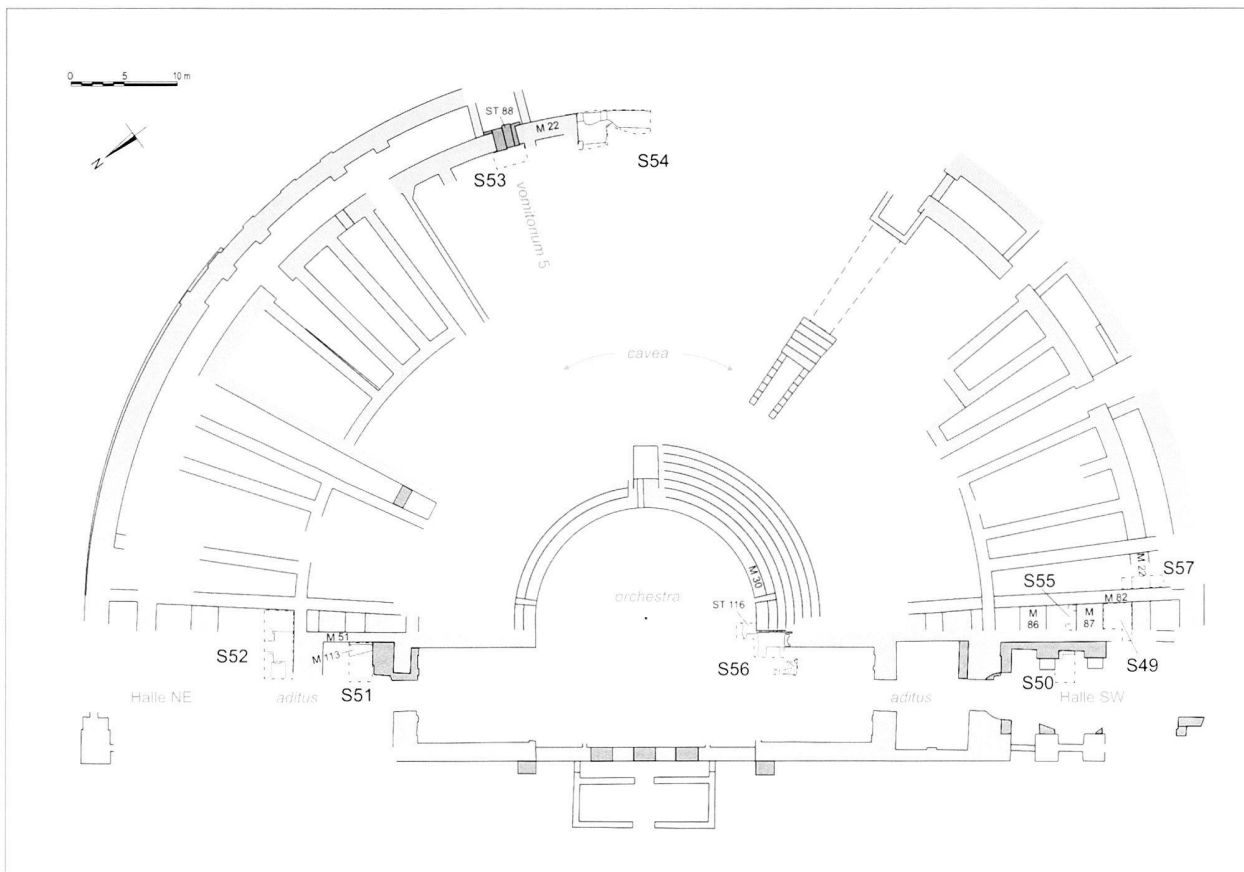 0 5 10 m
N
ST 88
M 22
S53
S54
vomitorium 5
cavea
orchestra
M 30
ST 116
S56
M 22
S57
S55
M 82
M 86
M 87
S49
S50
Halle SW
aditus
M 51
M 113
S52
S51
Halle NE
aditus